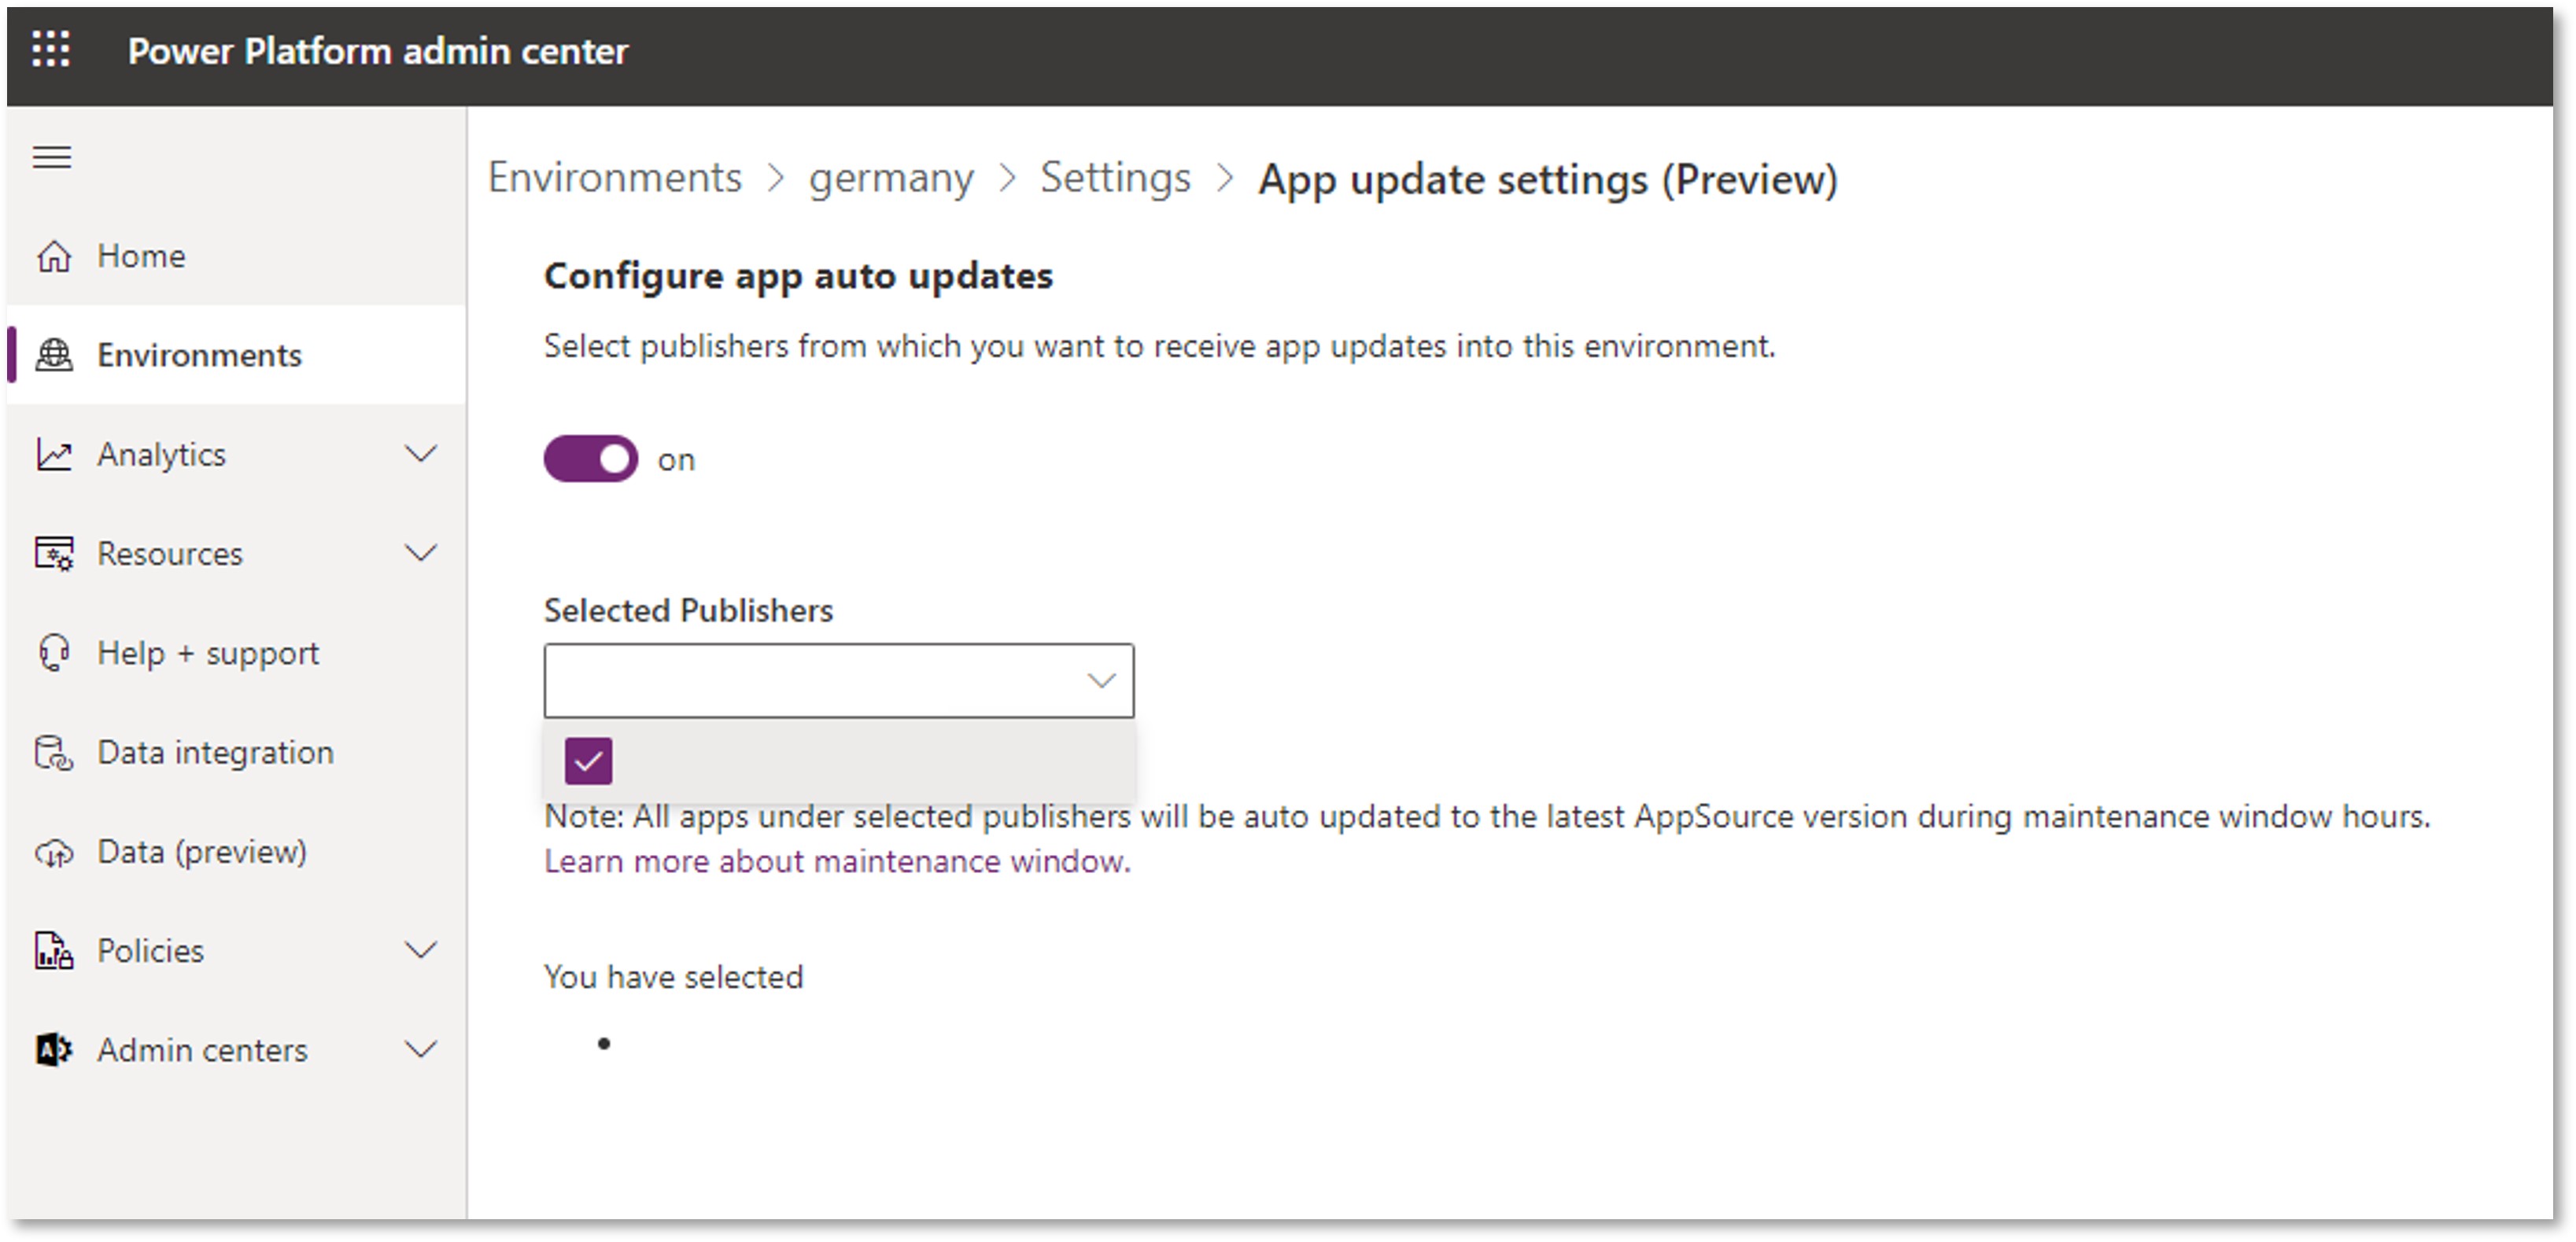 Power Platform admin center
Environments > germany > Settings > App update settings (Preview)
Home
Environments
Analytics
Resources
Help + support
Data integration
Data (preview)
Policies
Admin centers
Configure app auto updates
Select publishers from which you want to receive app updates into this environment.
on
Selected Publishers
Note: All apps under selected publishers will be auto updated to the latest AppSource version during maintenance window hours.
Learn more about maintenance window.
You have selected
•